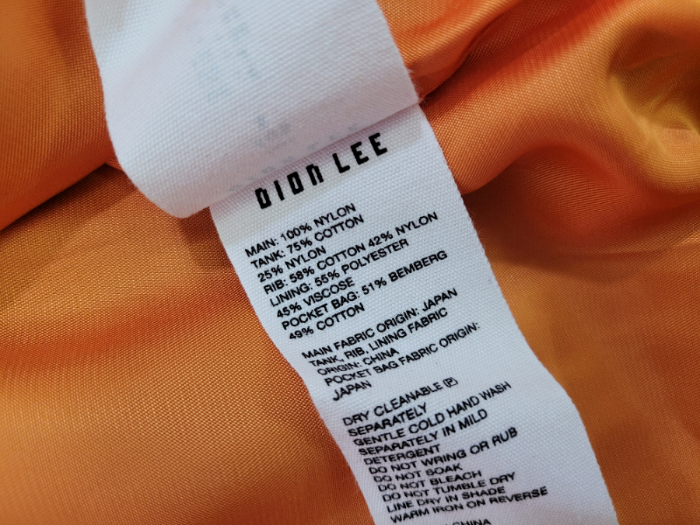 DION LEE
MAIN: 100% NYLON
TANK: 75% COTTON
25% NYLON
RIB: 58% COTTON 42% NYLON
LINING: 55% POLYESTER
45% VISCOSE
POCKET BAG: 51% BEMBERG
49% COTTON
MAIN FABRIC ORIGIN: JAPAN
TANK, RIB, LINING FABRIC
ORIGIN: CHINA
POCKET BAG FABRIC ORIGIN:
JAPAN
DRY CLEANABLE Ⓟ
SEPARATELY
GENTLE COLD HAND WASH
SEPARATELY IN MILD
DETERGENT
DO NOT WRING OR RUB
DO NOT SOAK
DO NOT BLEACH
DO NOT TUMBLE DRY
LINE DRY IN SHADE
WARM IRON ON REVERSE
CHINA